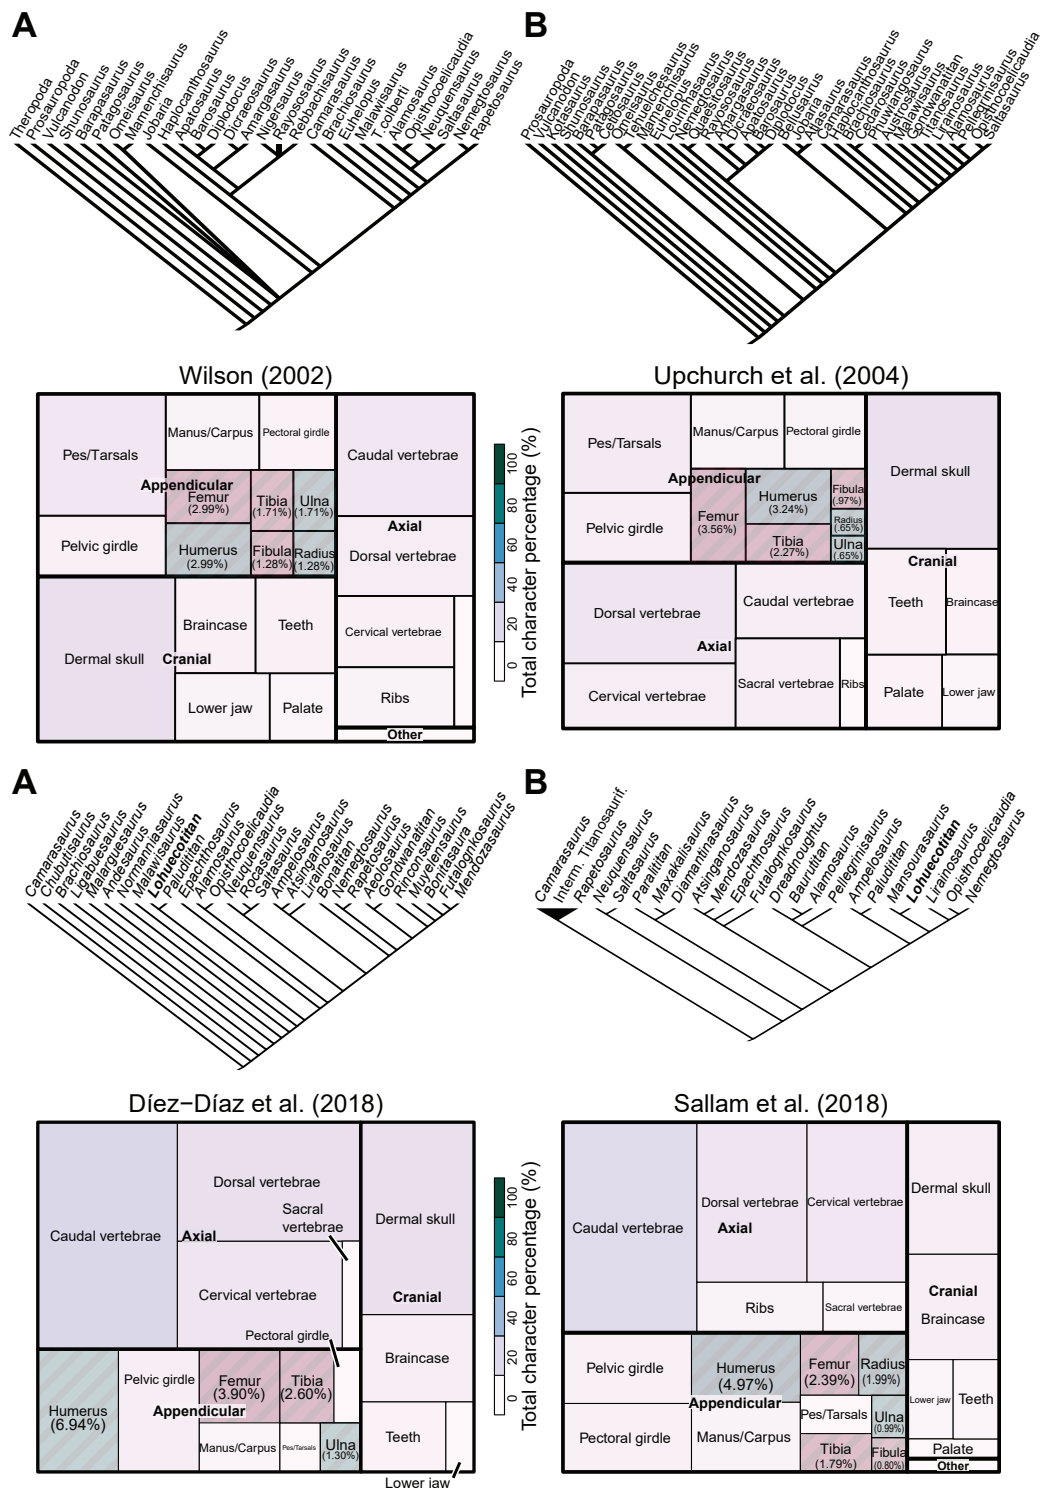 A
B
Theropoda
Prosauropoda
Vulcanodon
Shunosaurus
Barapasaurus
Patagosaurus
Omeisaurus
Mamenchisaurus
Jobaria
Haplocanthosaurus
Apatosaurus
Barosaurus
Diplodocus
Dicraeosaurus
Amargasaurus
Nigersaurus
Rayososaurus
Rebbachisaurus
Camarasaurus
Brachiosaurus
Euhelopus
Malawisaurus
T.colberti
Alamosaurus
Opisthocoelicaudia
Neuquensaurus
Saltasaurus
Nemegtosaurus
Rapetosaurus
Prosauropoda
Vulcanodon
Kotasaurus
Shunosaurus
Barapasaurus
Patagosaurus
Cetiosaurus
Omeisaurus
Tehuelchesaurus
Mamenchisaurus
Euhelopus
Nemegtosaurus
Quaesitosaurus
Rayososaurus
Amargasaurus
Dicraeosaurus
Apatosaurus
Barosaurus
Diplodocus
Bellusaurus
Jobaria
Atlasaurus
Camarasaurus
Haplocanthosaurus
Brachiosaurus
Cedarosaurus
Phuwiangosaurus
Austrosaurus
Malawisaurus
Lirainosaurus
Alamosaurus
Opisthocoelicaudia
Saltasaurus
Wilson (2002)
Upchurch et al. (2004)
Pes/Tarsals
Manus/Carpus
Pectoral girdle
Appendicular
Femur
(2.99%)
Tibia
(1.71%)
Ulna
(1.71%)
Pelvic girdle
Humerus
(2.99%)
Fibula
(1.28%)
Radius
(1.28%)
Caudal vertebrae
Axial
Dorsal vertebrae
Cervical vertebrae
Ribs
Other
Dermal skull
Braincase
Teeth
Cranial
Lower jaw
Palate
0 20 40 60 80 100
Total character percentage (%)
Pes/Tarsals
Manus/Carpus
Pectoral girdle
Appendicular
Pelvic girdle
Femur
(3.56%)
Humerus
(3.24%)
Tibia
(2.27%)
Fibula
(.97%)
Radius
(.65%)
Ulna
(.65%)
Dermal skull
Cranial
Teeth
Braincase
Palate
Lower jaw
Dorsal vertebrae
Caudal vertebrae
Axial
Cervical vertebrae
Sacral vertebrae
Ribs
A
B
Camarasaurus
Chubutisaurus
Brachiosaurus
Ligabuesaurus
Malarguesaurus
Andesaurus
Normanniasaurus
Malawisaurus
Lohuecotitan
Paludititan
Epachthosaurus
Alamosaurus
Opisthocoelicaudia
Neuquensaurus
Rocasaurus
Saltasaurus
Ampelosaurus
Atsinganosaurus
Lirainosaurus
Bonatitan
Nemegtosaurus
Rapetosaurus
Aeolosaurus
Gondwanatitan
Rinconsaurus
Muyelensaurus
Bonitasaura
Futalognkosaurus
Mendozasaurus
Camarasaurus
Interm. Titanosaurif.
Rapetosaurus
Neuquensaurus
Saltasaurus
Paralititan
Maxakalisaurus
Diamantinasaurus
Atsinganosaurus
Mendozasaurus
Epachthosaurus
Futalognkosaurus
Dreadnoughtus
Baurutitan
Alamosaurus
Pellegrinisaurus
Ampelosaurus
Paludititan
Mansourasaurus
Lohuecotitan
Lirainosaurus
Opisthocoelicaudia
Nemegtosaurus
Díez−Díaz et al. (2018)
Sallam et al. (2018)
Caudal vertebrae
Dorsal vertebrae
Sacral
vertebrae
Axial
Cervical vertebrae
Pectoral girdle
Humerus
(6.94%)
Pelvic girdle
Femur
(3.90%)
Tibia
(2.60%)
Appendicular
Manus/Carpus
Pes/Tarsals
Ulna
(1.30%)
Dermal skull
Cranial
Braincase
Teeth
Lower jaw
0 20 40 60 80 100
Total character percentage (%)
Caudal vertebrae
Dorsal vertebrae
Cervical vertebrae
Axial
Ribs
Sacral vertebrae
Pelvic girdle
Humerus
(4.97%)
Femur
(2.39%)
Radius
(1.99%)
Appendicular
Pes/Tarsals
Ulna
(0.99%)
Pectoral girdle
Manus/Carpus
Tibia
(1.79%)
Fibula
(0.80%)
Dermal skull
Cranial
Braincase
Lower jaw
Teeth
Palate
Other